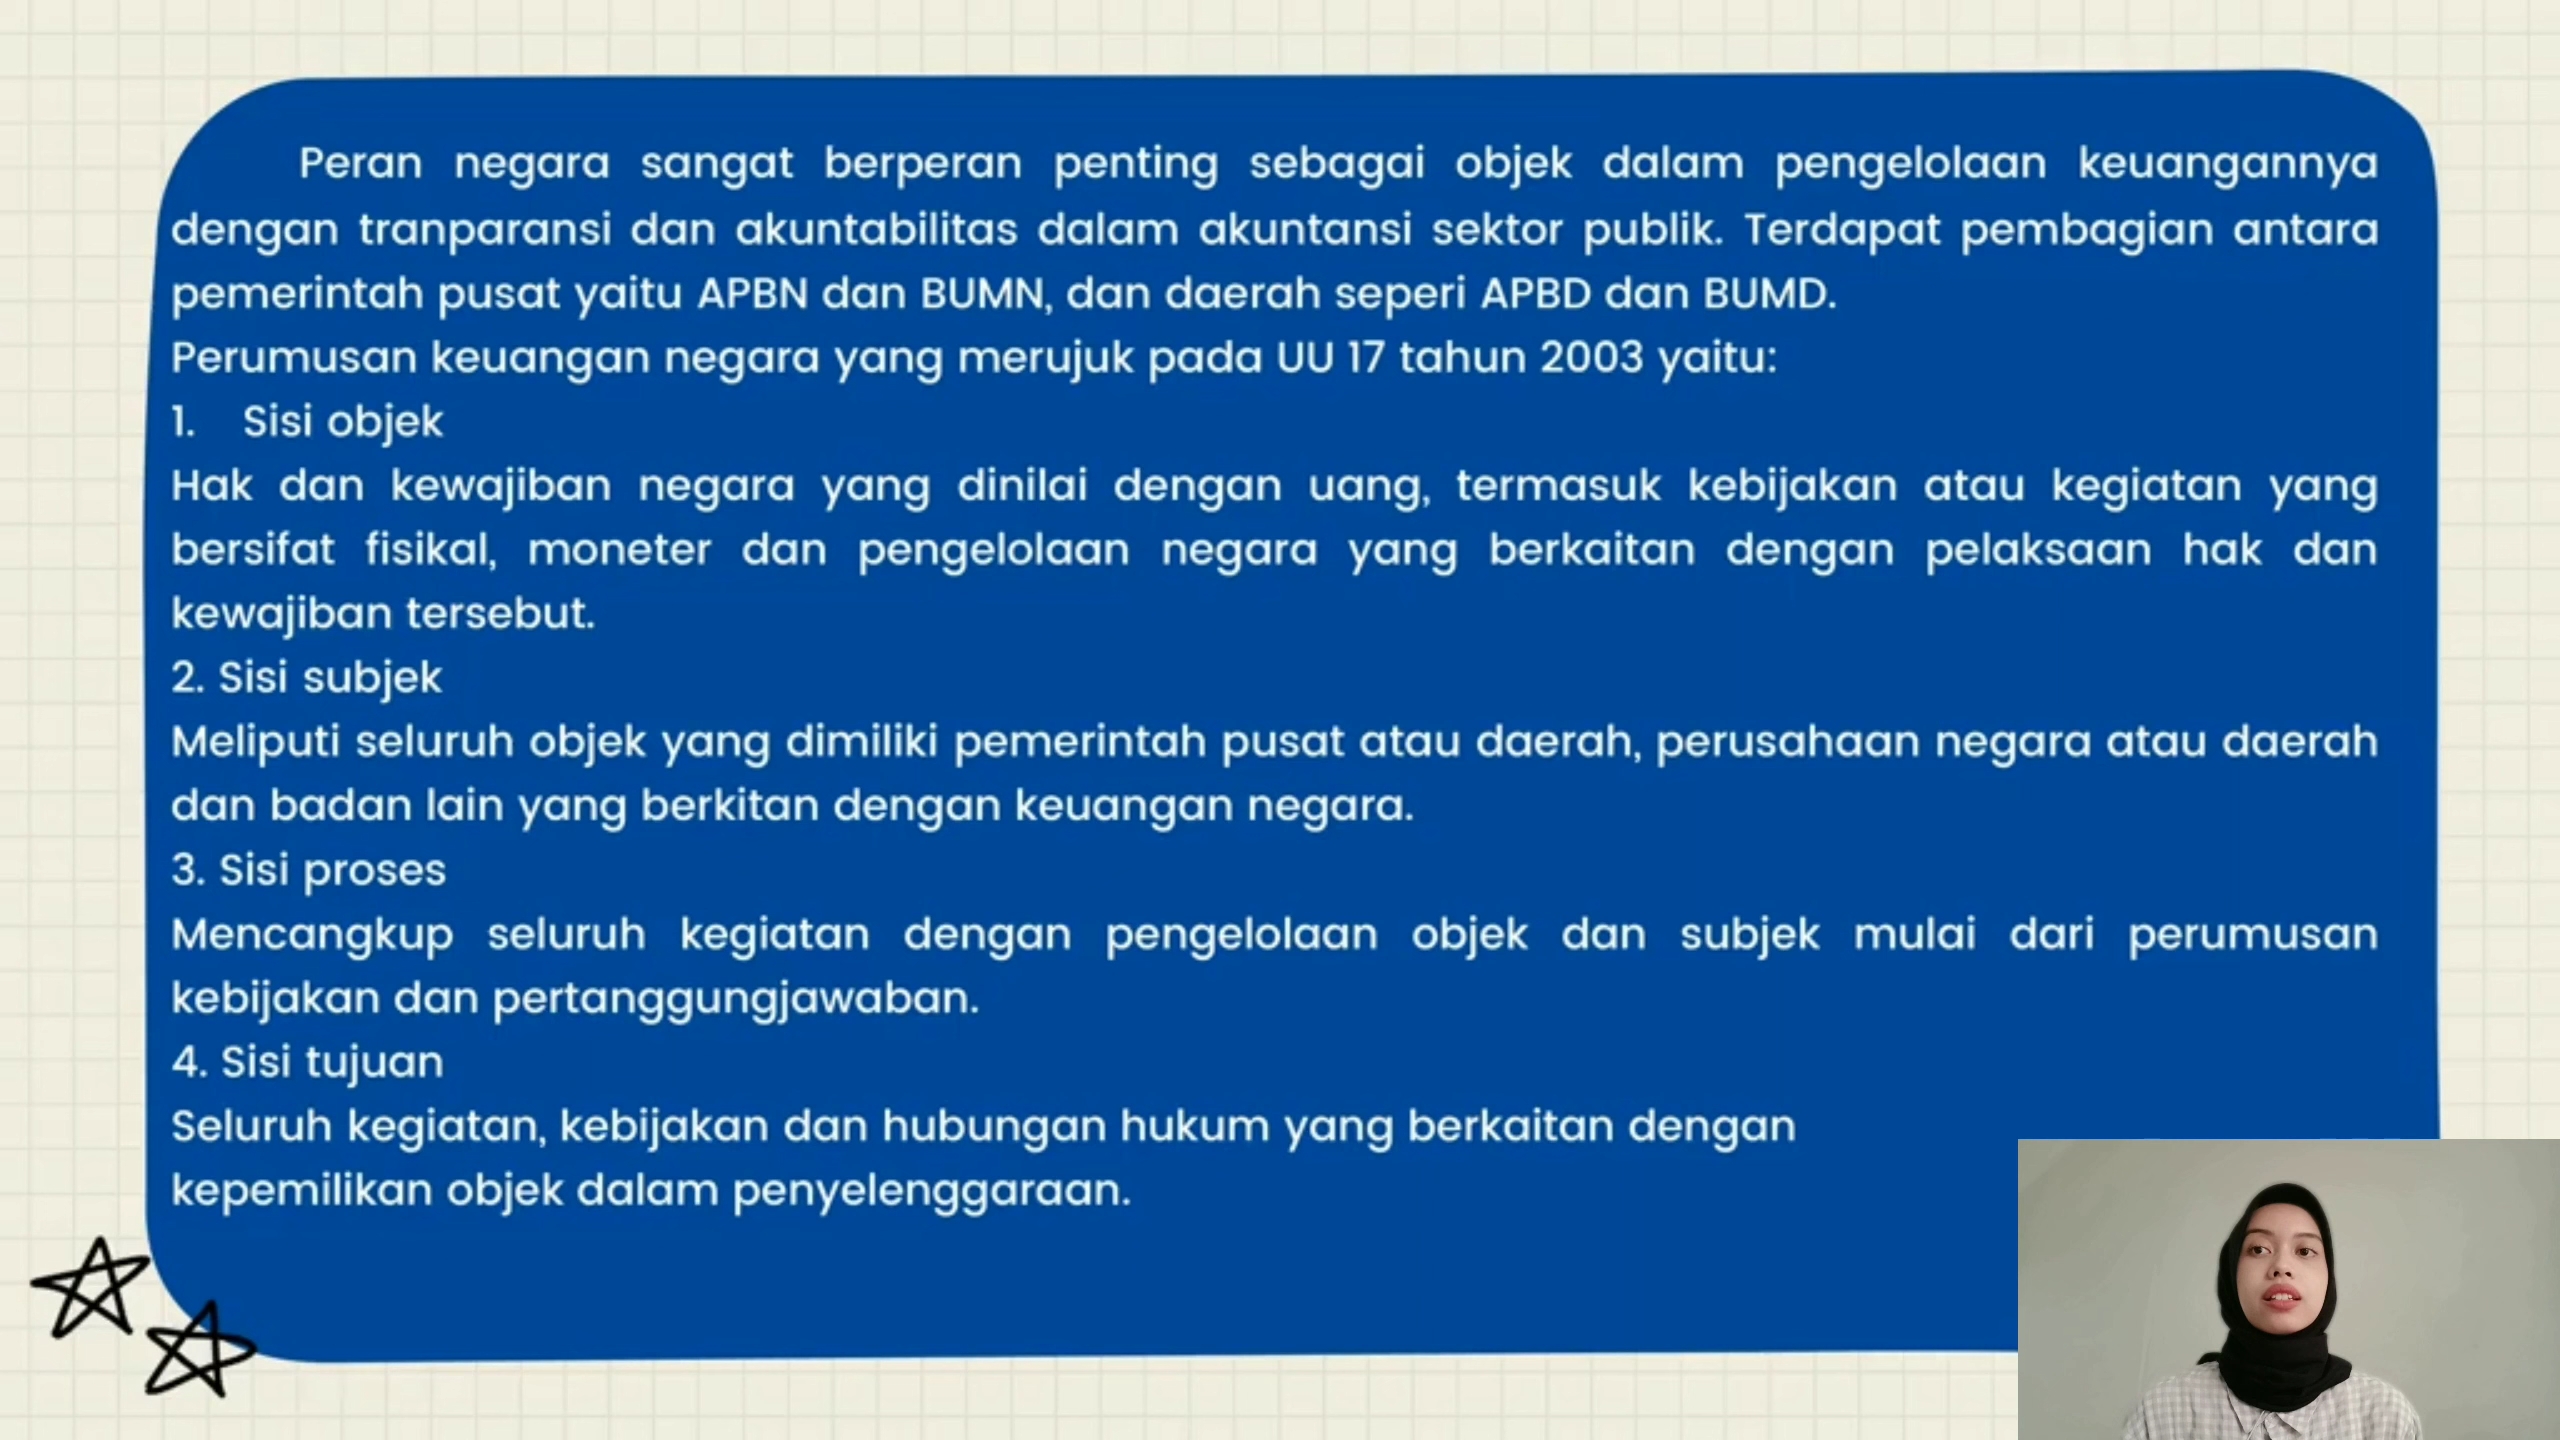 Peran negara sangat berperan penting sebagai objek dalam pengelolaan keuangannya
dengan tranparansi dan akuntabilitas dalam akuntansi sektor publik. Terdapat pembagian antara
pemerintah pusat yaitu APBN dan BUMN, dan daerah seperi APBD dan BUMD.
Perumusan keuangan negara yang merujuk pada UU 17 tahun 2003 yaitu:
1. Sisi objek
Hak dan kewajiban negara yang dinilai dengan uang, termasuk kebijakan atau kegiatan yang
bersifat fisikal, moneter dan pengelolaan negara yang berkaitan dengan pelaksaan hak dan
kewajiban tersebut.
2. Sisi subjek
Meliputi seluruh objek yang dimiliki pemerintah pusat atau daerah, perusahaan negara atau daerah
dan badan lain yang berkitan dengan keuangan negara.
3. Sisi proses
Mencangkup seluruh kegiatan dengan pengelolaan objek dan subjek mulai dari perumusan
kebijakan dan pertanggungjawaban.
4. Sisi tujuan
Seluruh kegiatan, kebijakan dan hubungan hukum yang berkaitan dengan
kepemilikan objek dalam penyelenggaraan.